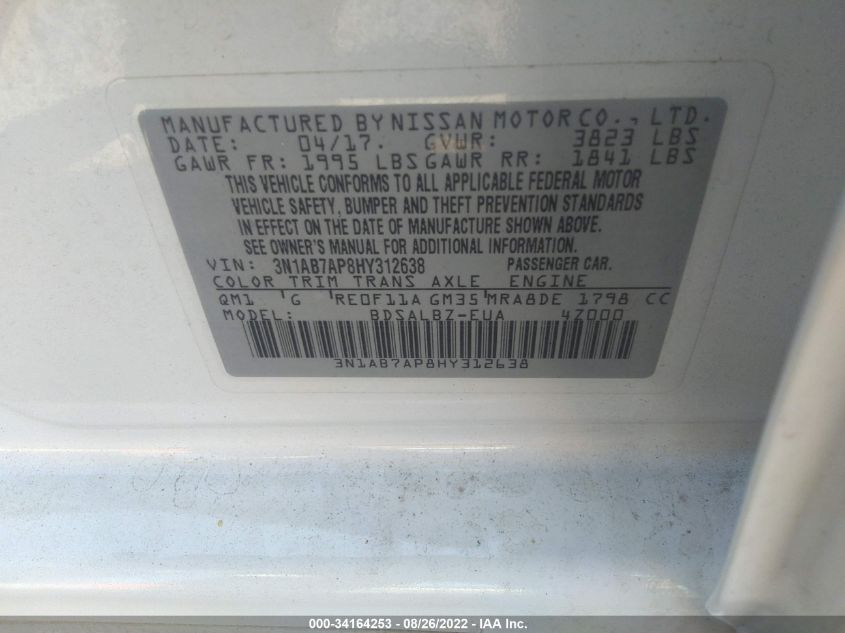 MANUFACTURED BY NISSAN MOTOR CO., LTD.
DATE: 04/17. GVWR: 3823 LBS
GAWR FR: 1995 LBS GAWR RR: 1841 LBS
THIS VEHICLE CONFORMS TO ALL APPLICABLE FEDERAL MOTOR
VEHICLE SAFETY, BUMPER AND THEFT PREVENTION STANDARDS
IN EFFECT ON THE DATE OF MANUFACTURE SHOWN ABOVE.
SEE OWNER'S MANUAL FOR ADDITIONAL INFORMATION.
VIN: 3N1AB7AP8HY312638 PASSENGER CAR.
COLOR TRIM TRANS AXLE ENGINE
QM1 'G 'RE0F11A GM35'MRA8DE 1798 CC
MODEL: BDSALBZ-EUA 4Z000
3N1AB7AP8HY312638
000-34164253 - 08/26/2022 - IAA Inc.